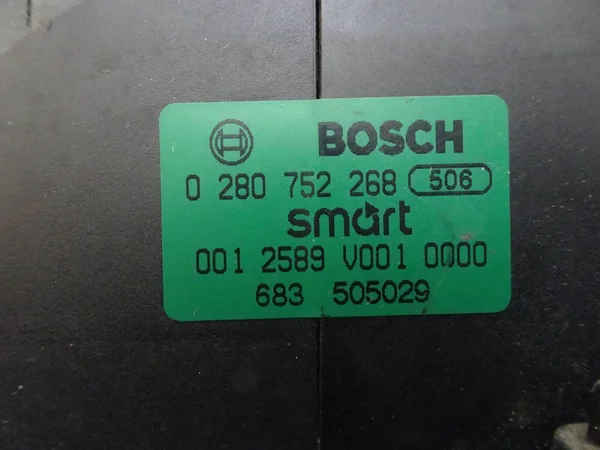 BOSCH
0 280 752 268 506
smart
001 2589 V001 0000
683 505029